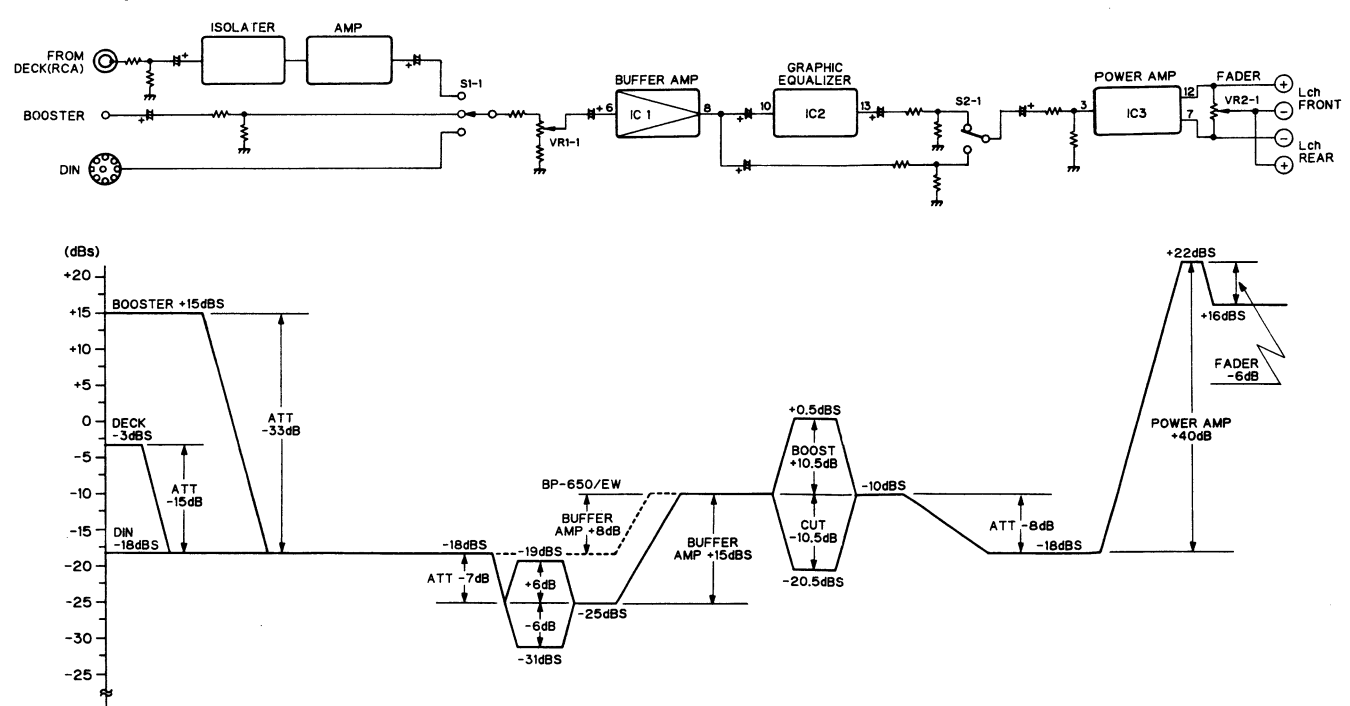 ISOLATER
AMP
FROM
DECK(RCA)
S1-1
BOOSTER
DIN
VR1-1
BUFFER AMP
+ 6
IC 1
8
GRAPHIC
EQUALIZER
10
IC2
13
S2-1
POWER AMP
3
IC3
12
7
FADER
VR2-1
Lch
FRONT
Lch
REAR
(dBs)
+20
+15
+10
+5
0
-5
-10
-15
-20
-25
-30
-25
BOOSTER +15dBS
ATT
-33dB
DECK
-3dBS
ATT
-15dB
DIN
-18dBS
-18dBS
ATT -7dB
-19dBS
+6dB
-6dB
-31dBS
-25dBS
BP-650/EW
BUFFER
AMP +8dB
BUFFER
AMP +15dBS
+0.5dBS
BOOST
+10.5dB
CUT
-10.5dB
-20.5dBS
-10dBS
ATT -8dB
-18dBS
+22dBS
+16dBS
FADER
-6dB
POWER AMP
+40dB